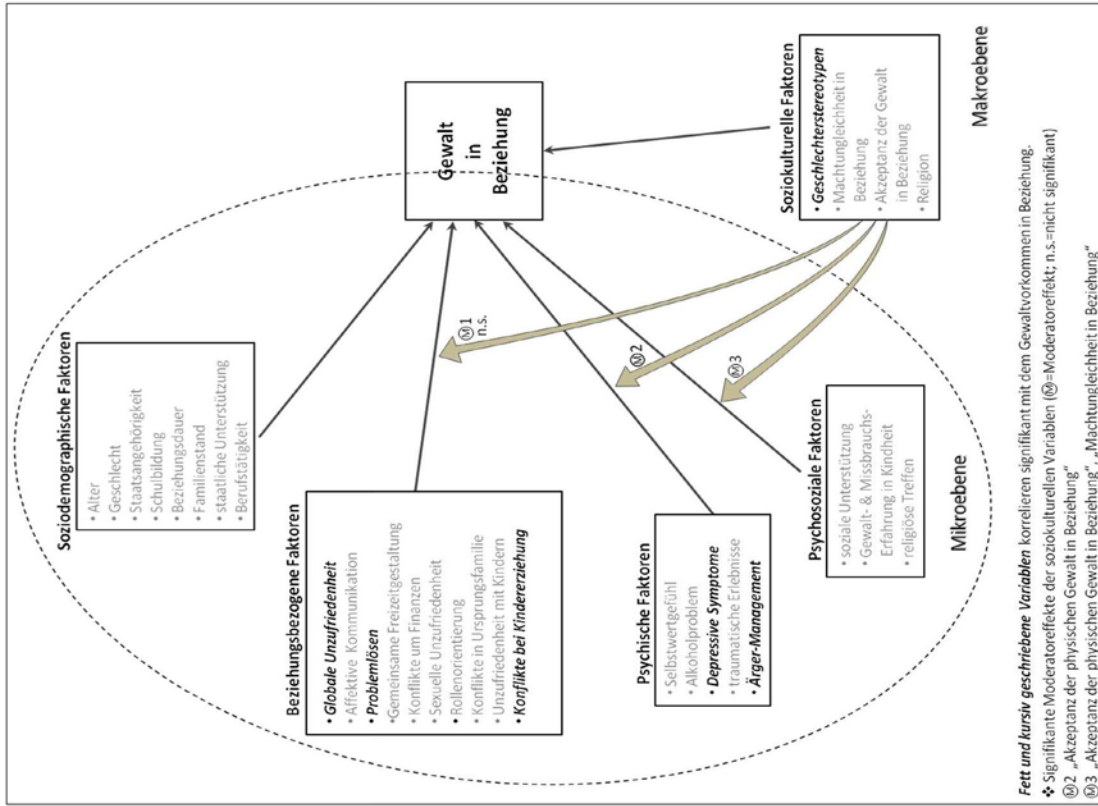 Soziodemographische Faktoren
• Alter
• Geschlecht
• Staatsangehörigkeit
• Schulbildung
• Beziehungsdauer
• Familienstand
• staatliche Unterstützung
• Berufstätigkeit
Beziehungsbezogene Faktoren
• Globale Unzufriedenheit
• Affektive Kommunikation
• Problemlösen
•Gemeinsame Freizeitgestaltung
• Konflikte um Finanzen
• Sexuelle Unzufriedenheit
• Rollenorientierung
• Konflikte in Ursprungsfamilie
• Unzufriedenheit mit Kindern
• Konflikte bei Kindererziehung
Psychische Faktoren
• Selbstwertgefühl
• Alkoholproblem
• Depressive Symptome
• traumatische Erlebnisse
• Ärger-Management
Psychosoziale Faktoren
• soziale Unterstützung
• Gewalt- & Missbrauchs-
Erfahrung in Kindheit
• religiöse Treffen
Mikroebene
Ⓜ1
n.s.
Ⓜ2
Ⓜ3
Gewalt
in
Beziehung
Soziokulturelle Faktoren
• Geschlechterstereotypen
• Machtungleichheit in
Beziehung
• Akzeptanz der Gewalt
in Beziehung
• Religion
Makroebene
Fett und kursiv geschriebene Variablen korrelieren signifikant mit dem Gewaltvorkommen in Beziehung.
❖ Signifikante Moderatoreffekte der soziokulturellen Variablen (Ⓜ=Moderatoreffekt; n.s.=nicht signifikant)
Ⓜ2 „Akzeptanz der physischen Gewalt in Beziehung“
Ⓜ3 „Akzeptanz der physischen Gewalt in Beziehung“, „Machtungleichheit in Beziehung“